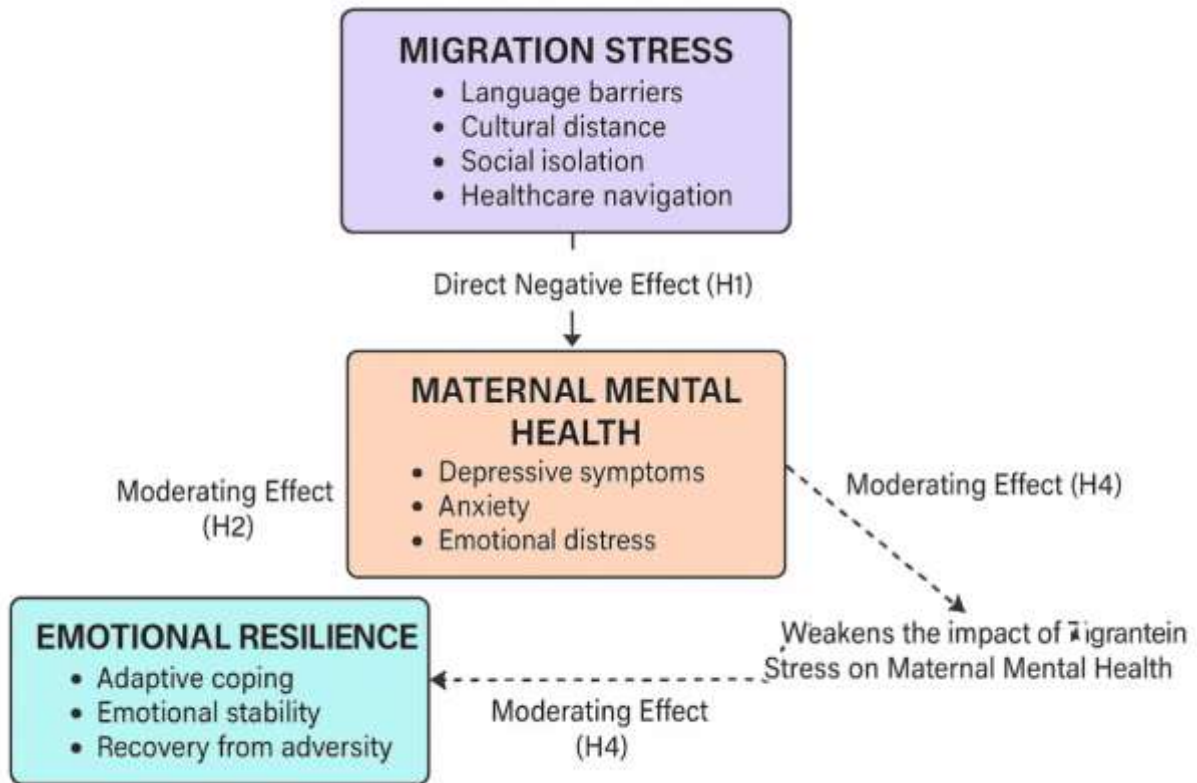 MIGRATION STRESS
• Language barriers
• Cultural distance
• Social isolation
• Healthcare navigation
Direct Negative Effect (H1)
MATERNAL MENTAL
HEALTH
• Depressive symptoms
• Anxiety
• Emotional distress
Moderating Effect
(H2)
Moderating Effect (H4)
EMOTIONAL RESILIENCE
• Adaptive coping
• Emotional stability
• Recovery from adversity
Weakens the impact of
Stress on Maternal Mental Health
Moderating Effect
(H4)